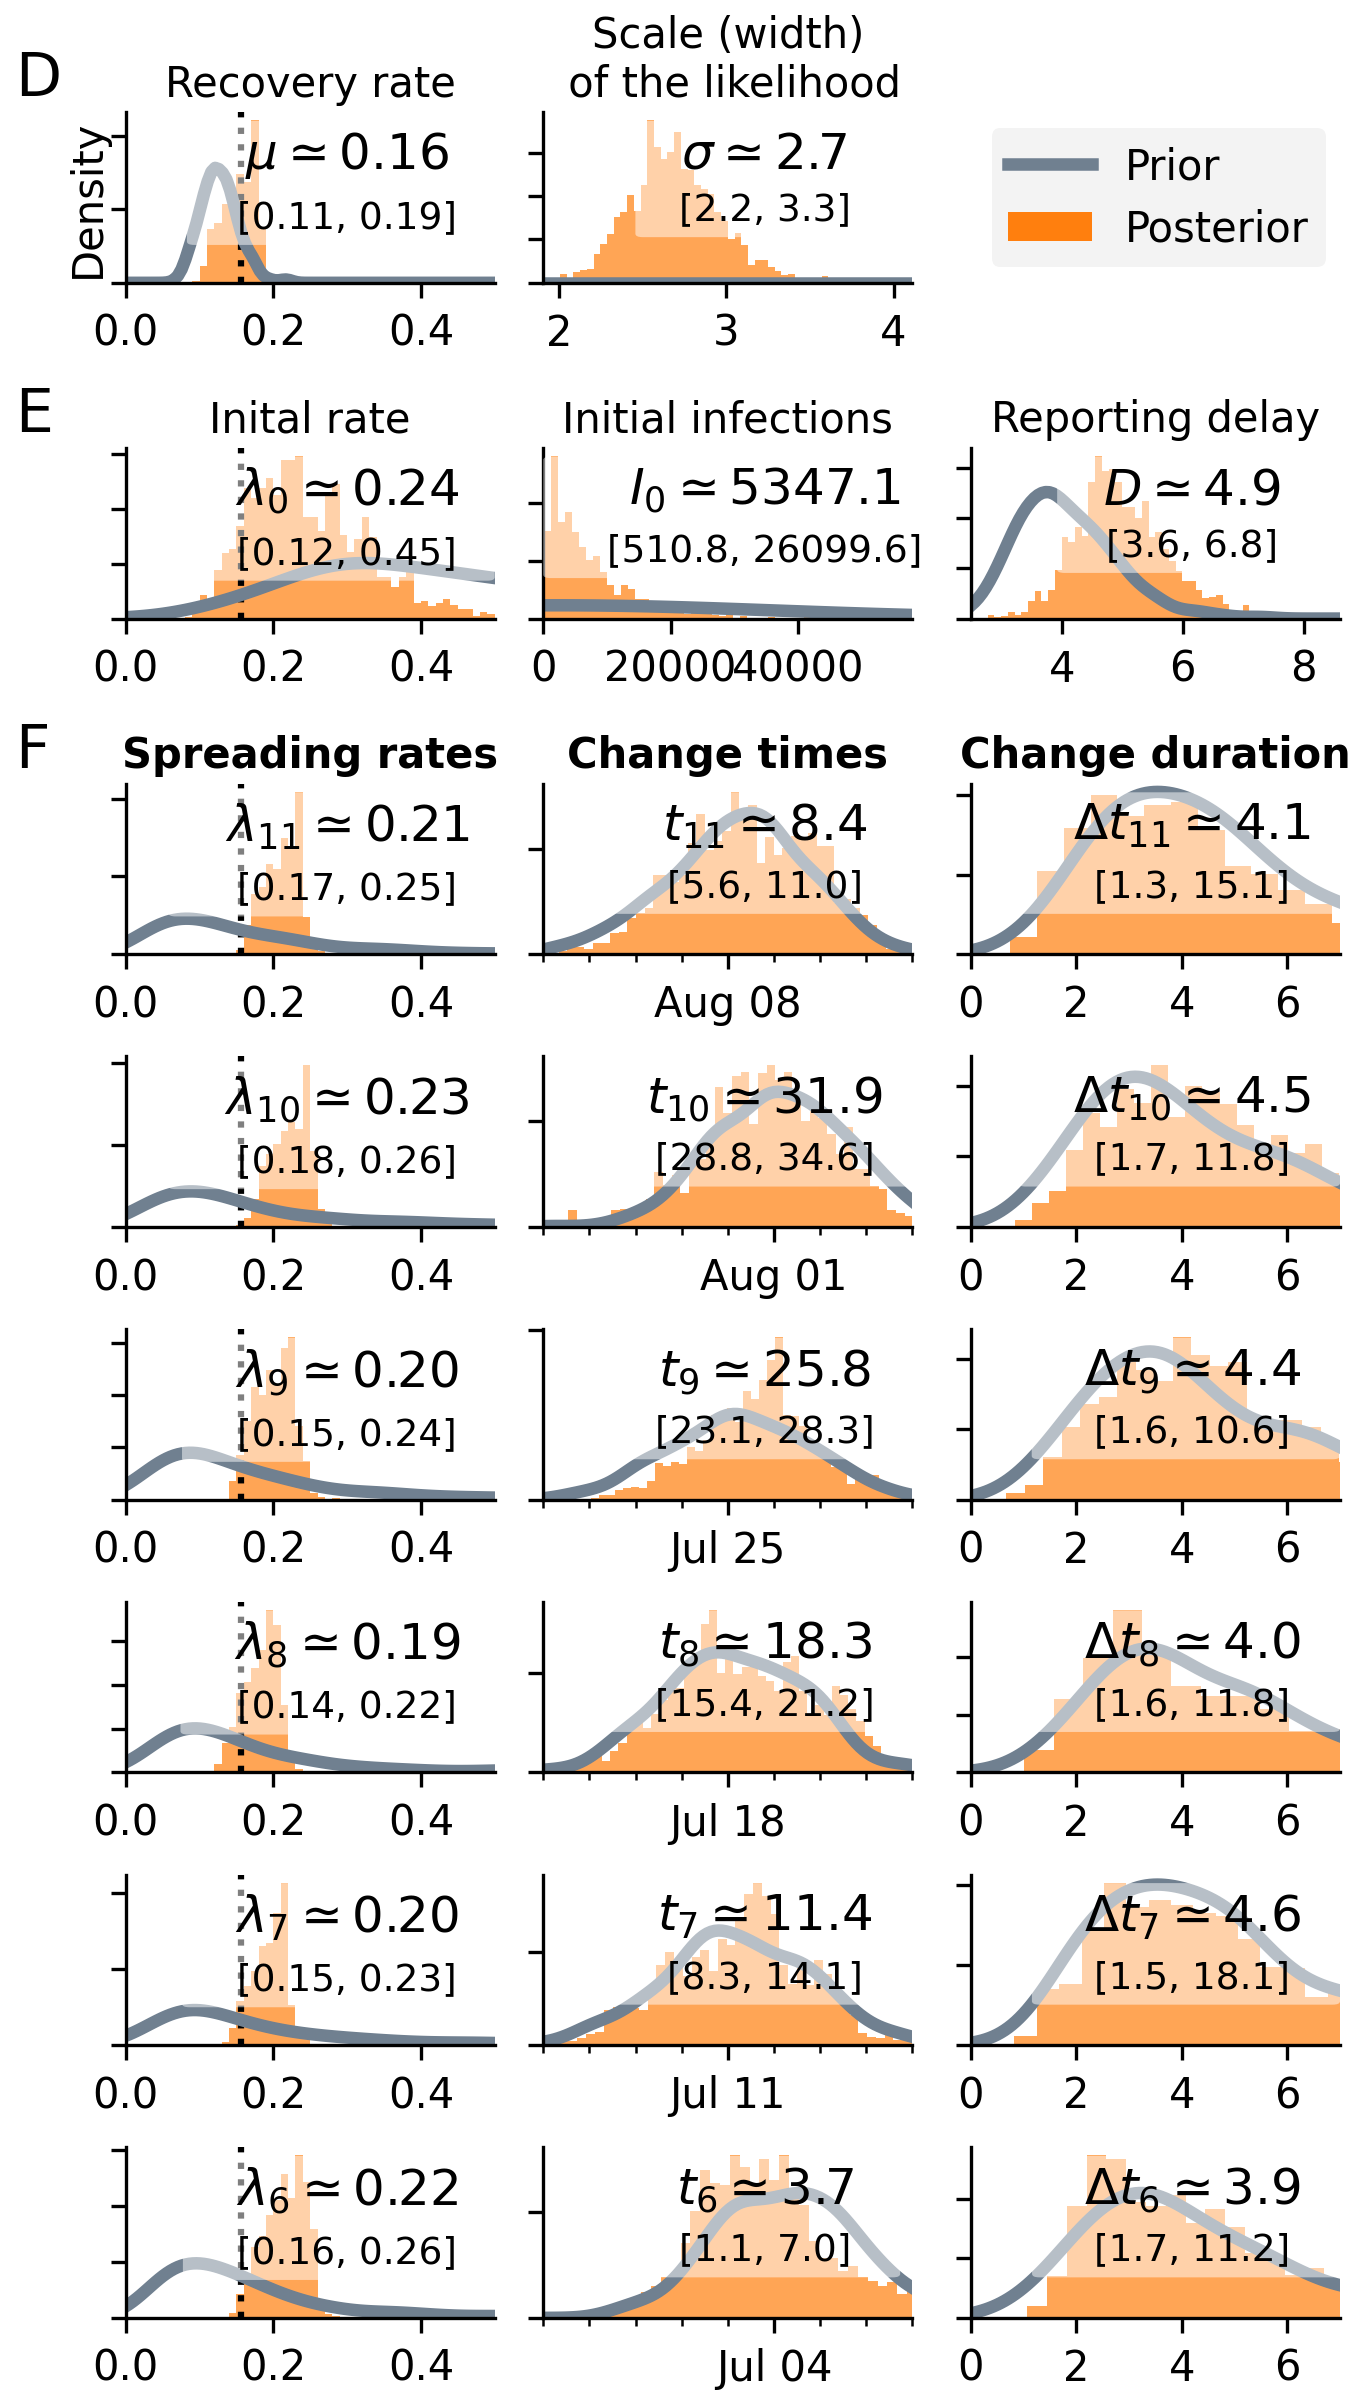 D
Recovery rate
Scale (width)
of the likelihood
Density
μ ≃ 0.16
[0.11, 0.19]
σ ≃ 2.7
[2.2, 3.3]
Prior
Posterior
0.0 0.2 0.4
2 3 4
E
Inital rate
Initial infections
Reporting delay
λ0 ≃ 0.24
[0.12, 0.45]
I0 ≃ 5347.1
[510.8, 26099.6]
D ≃ 4.9
[3.6, 6.8]
0.0 0.2 0.4
0 20000 40000
4 6 8
F
Spreading rates
Change times
Change duration
λ11 ≃ 0.21
[0.17, 0.25]
t11 ≃ 8.4
[5.6, 11.0]
Δt11 ≃ 4.1
[1.3, 15.1]
0.0 0.2 0.4
Aug 08
0 2 4 6
λ10 ≃ 0.23
[0.18, 0.26]
t10 ≃ 31.9
[28.8, 34.6]
Δt10 ≃ 4.5
[1.7, 11.8]
0.0 0.2 0.4
Aug 01
0 2 4 6
λ9 ≃ 0.20
[0.15, 0.24]
t9 ≃ 25.8
[23.1, 28.3]
Δt9 ≃ 4.4
[1.6, 10.6]
0.0 0.2 0.4
Jul 25
0 2 4 6
λ8 ≃ 0.19
[0.14, 0.22]
t8 ≃ 18.3
[15.4, 21.2]
Δt8 ≃ 4.0
[1.6, 11.8]
0.0 0.2 0.4
Jul 18
0 2 4 6
λ7 ≃ 0.20
[0.15, 0.23]
t7 ≃ 11.4
[8.3, 14.1]
Δt7 ≃ 4.6
[1.5, 18.1]
0.0 0.2 0.4
Jul 11
0 2 4 6
λ6 ≃ 0.22
[0.16, 0.26]
t6 ≃ 3.7
[1.1, 7.0]
Δt6 ≃ 3.9
[1.7, 11.2]
0.0 0.2 0.4
Jul 04
0 2 4 6